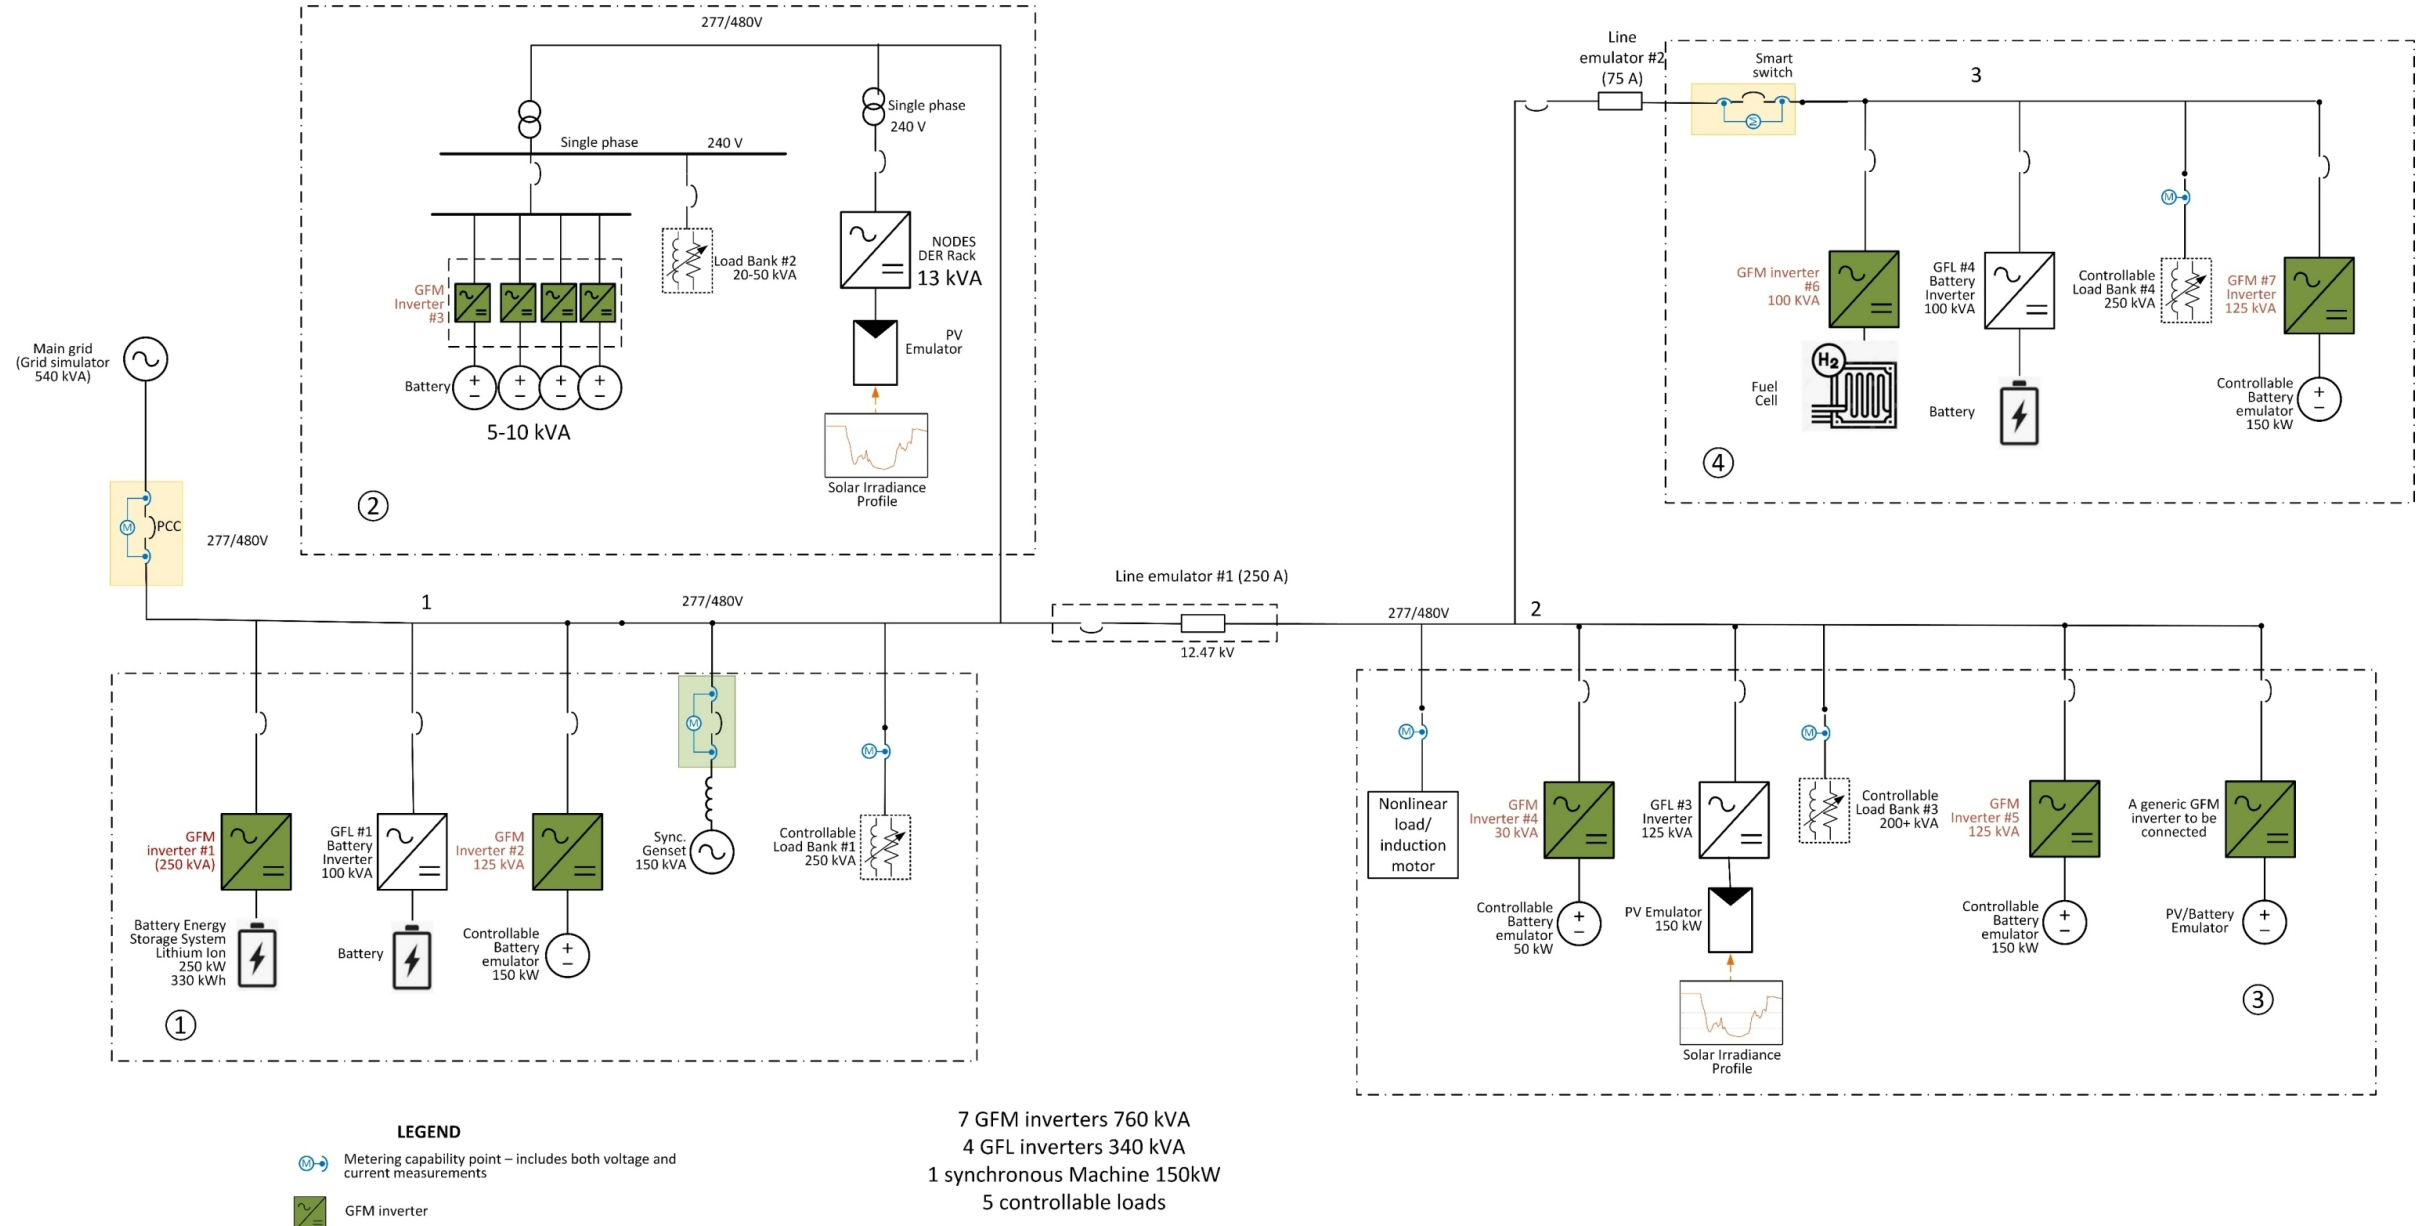 277/480V
Single phase
240 V
Single phase
240 V
GFM
Inverter
#3
Load Bank #2
20-50 kVA
NODES
DER Rack
13 kVA
PV
Emulator
Battery
5-10 kVA
Solar Irradiance
Profile
2
Main grid
(Grid simulator
540 kVA)
M
PCC
277/480V
Line
emulator #2
(75 A)
Smart
switch
M
3
M
GFM inverter
#6
100 KVA
GFL #4
Battery
Inverter
100 kVA
Controllable
Load Bank #4
250 kVA
GFM #7
Inverter
125 kVA
H2
Fuel
Cell
Battery
Controllable
Battery
emulator
150 kW
4
1
277/480V
Line emulator #1 (250 A)
12.47 kV
277/480V
2
M
M
GFM
inverter #1
(250 kVA)
GFL #1
Battery
Inverter
100 kVA
GFM
Inverter #2
125 kVA
Sync.
Genset
150 kVA
Controllable
Load Bank #1
250 kVA
Battery Energy
Storage System
Lithium Ion
250 kW
330 kWh
Battery
Controllable
Battery
emulator
150 kW
1
M
M
Nonlinear
load/
induction
motor
GFM
Inverter #4
30 kVA
GFL #3
Inverter
125 kVA
Controllable
Load Bank #3
200+ kVA
GFM
Inverter #5
125 kVA
A generic GFM
inverter to be
connected
Controllable
Battery
emulator
50 kW
PV Emulator
150 kW
Controllable
Battery
emulator
150 kW
PV/Battery
Emulator
Solar Irradiance
Profile
3
7 GFM inverters 760 kVA
4 GFL inverters 340 kVA
1 synchronous Machine 150kW
5 controllable loads
LEGEND
M
Metering capability point – includes both voltage and
current measurements
GFM inverter